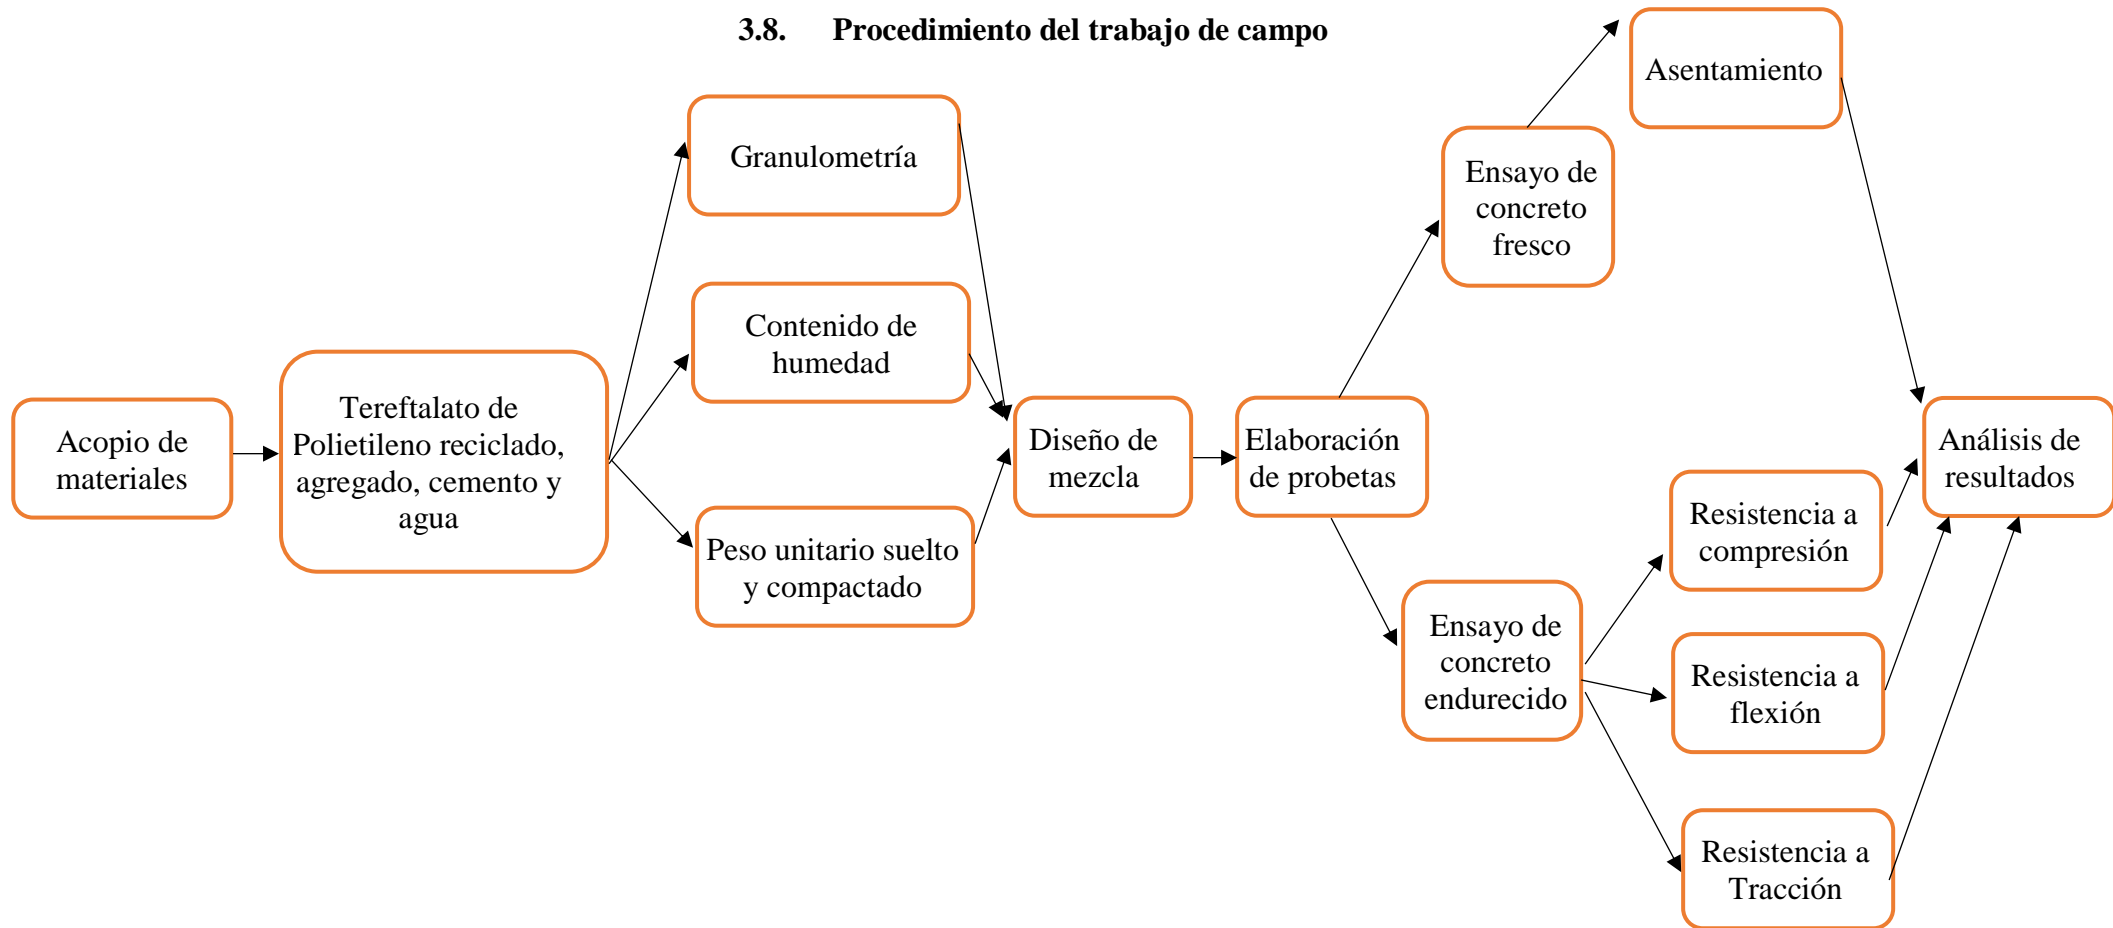 3.8. Procedimiento del trabajo de campo
Acopio de
materiales
Tereftalato de
Polietileno reciclado,
agregado, cemento y
agua
Granulometría
Contenido de
humedad
Peso unitario suelto
y compactado
Diseño de
mezcla
Elaboración
de probetas
Ensayo de
concreto
fresco
Asentamiento
Ensayo de
concreto
endurecido
Resistencia a
compresión
Resistencia a
flexión
Resistencia a
Tracción
Análisis de
resultados